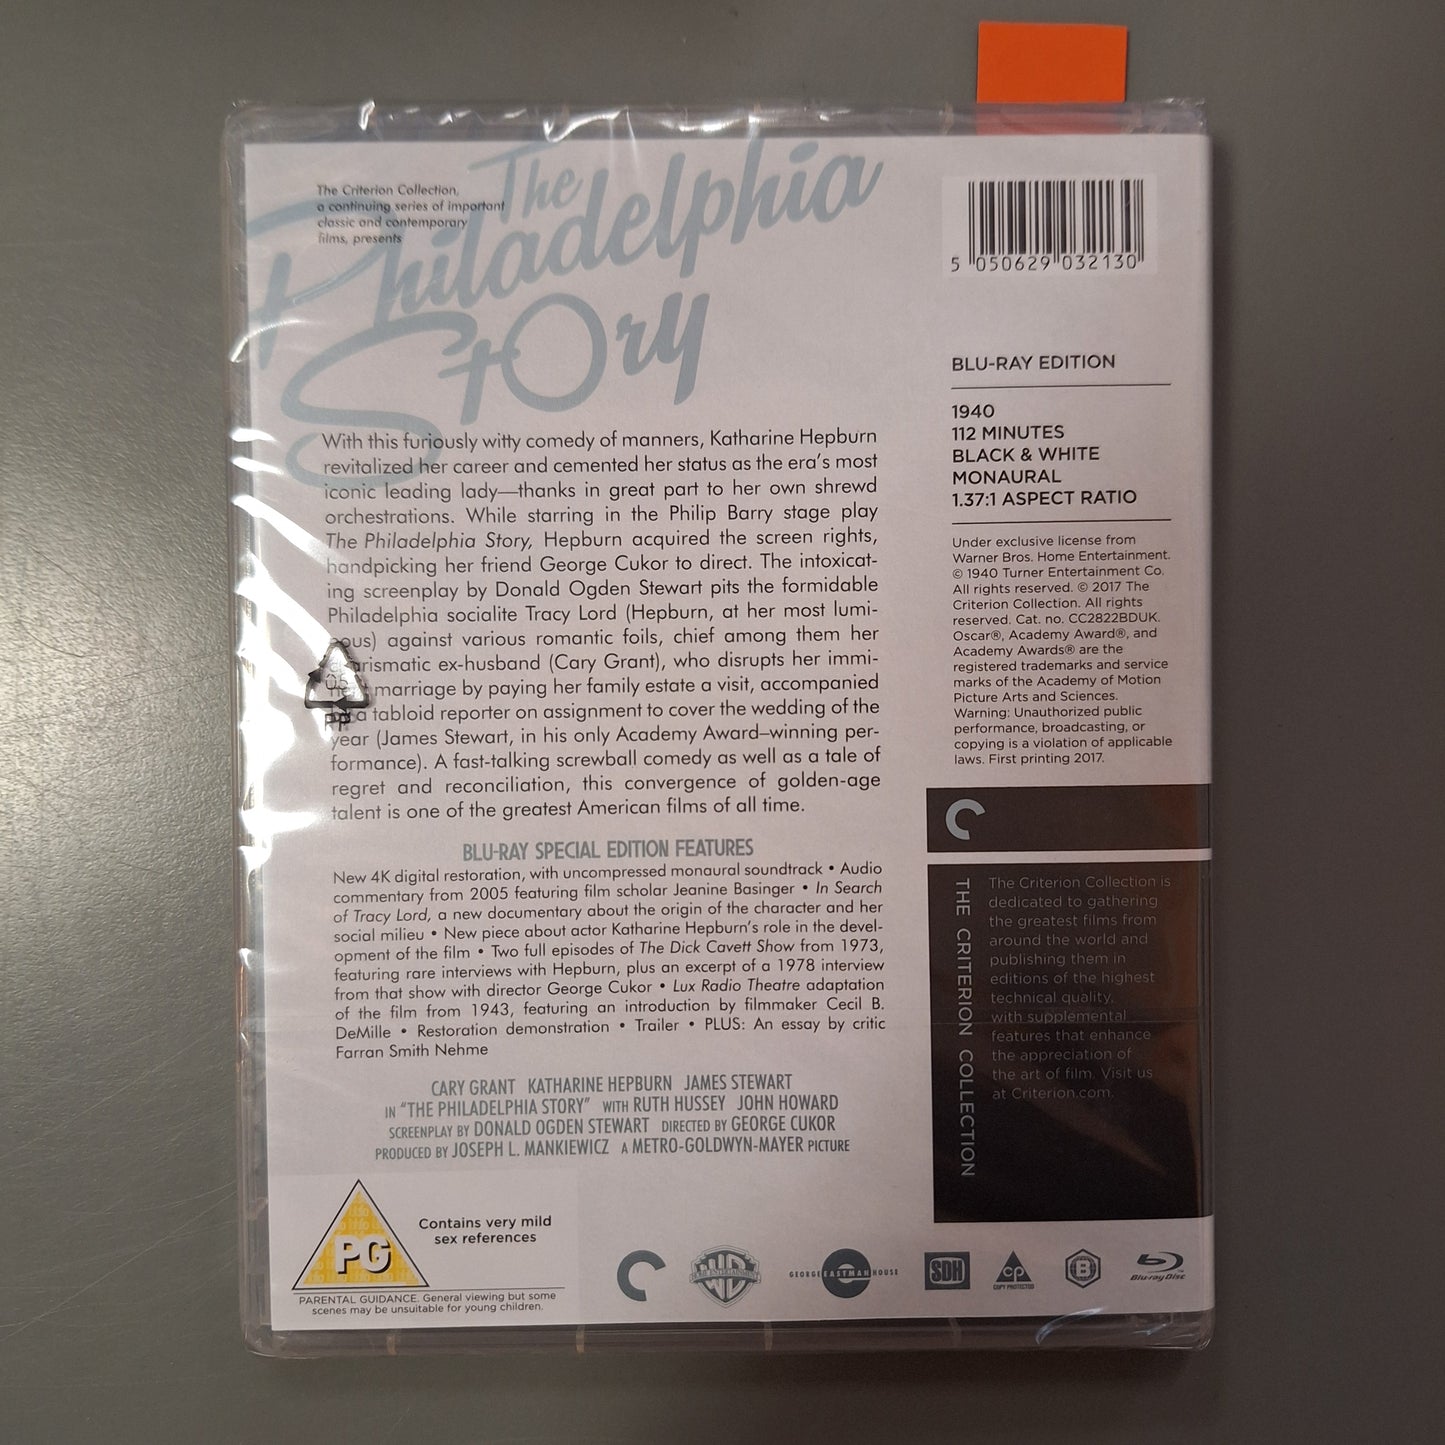 The Criterion Collection,
a continuing series of important
classic and contemporary
films, presents
The
Philadelphia
Story
With this furiously witty comedy of manners, Katharine Hepburn
revitalized her career and cemented her status as the era's most
iconic leading lady—thanks in great part to her own shrewd
orchestrations. While starring in the Philip Barry stage play
The Philadelphia Story, Hepburn acquired the screen rights,
handpicking her friend George Cukor to direct. The intoxicat-
ing screenplay by Donald Ogden Stewart pits the formidable
Philadelphia socialite Tracy Lord (Hepburn, at her most lumi-
nous) against various romantic foils, chief among them her
charismatic ex-husband (Cary Grant), who disrupts her immi-
nent marriage by paying her family estate a visit, accompanied
by a tabloid reporter on assignment to cover the wedding of the
year (James Stewart, in his only Academy Award–winning per-
formance). A fast-talking screwball comedy as well as a tale of
regret and reconciliation, this convergence of golden-age
talent is one of the greatest American films of all time.
05
PP
BLU-RAY SPECIAL EDITION FEATURES
New 4K digital restoration, with uncompressed monaural soundtrack • Audio
commentary from 2005 featuring film scholar Jeanine Basinger • In Search
of Tracy Lord, a new documentary about the origin of the character and her
social milieu • New piece about actor Katharine Hepburn's role in the devel-
opment of the film • Two full episodes of The Dick Cavett Show from 1973,
featuring rare interviews with Hepburn, plus an excerpt of a 1978 interview
from that show with director George Cukor • Lux Radio Theatre adaptation
of the film from 1943, featuring an introduction by filmmaker Cecil B.
DeMille • Restoration demonstration • Trailer • PLUS: An essay by critic
Farran Smith Nehme
CARY GRANT KATHARINE HEPBURN JAMES STEWART
IN "THE PHILADELPHIA STORY" WITH RUTH HUSSEY JOHN HOWARD
SCREENPLAY BY DONALD OGDEN STEWART DIRECTED BY GEORGE CUKOR
PRODUCED BY JOSEPH L. MANKIEWICZ A METRO-GOLDWYN-MAYER PICTURE
PG
Contains very mild
sex references
PARENTAL GUIDANCE. General viewing but some
scenes may be unsuitable for young children.
5 050629 032130
BLU-RAY EDITION
1940
112 MINUTES
BLACK & WHITE
MONAURAL
1.37:1 ASPECT RATIO
Under exclusive license from
Warner Bros. Home Entertainment.
© 1940 Turner Entertainment Co.
All rights reserved. © 2017 The
Criterion Collection. All rights
reserved. Cat. no. CC2822BDUK.
Oscar®, Academy Award®, and
Academy Awards® are the
registered trademarks and service
marks of the Academy of Motion
Picture Arts and Sciences.
Warning: Unauthorized public
performance, broadcasting, or
copying is a violation of applicable
laws. First printing 2017.
THE CRITERION COLLECTION
The Criterion Collection is
dedicated to gathering
the greatest films from
around the world and
publishing them in
editions of the highest
technical quality,
with supplemental
features that enhance
the appreciation of
the art of film. Visit us
at Criterion.com.
WB
HOME ENTERTAINMENT
GEORGE EASTMAN HOUSE
SDH
CP
COPY PROTECTED
B
Blu-ray Disc